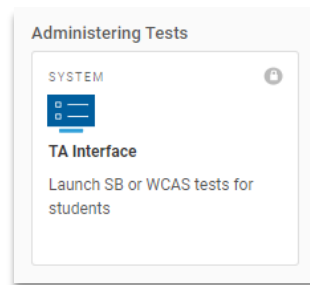 Administering Tests
SYSTEM
TA Interface
Launch SB or WCAS tests for
students